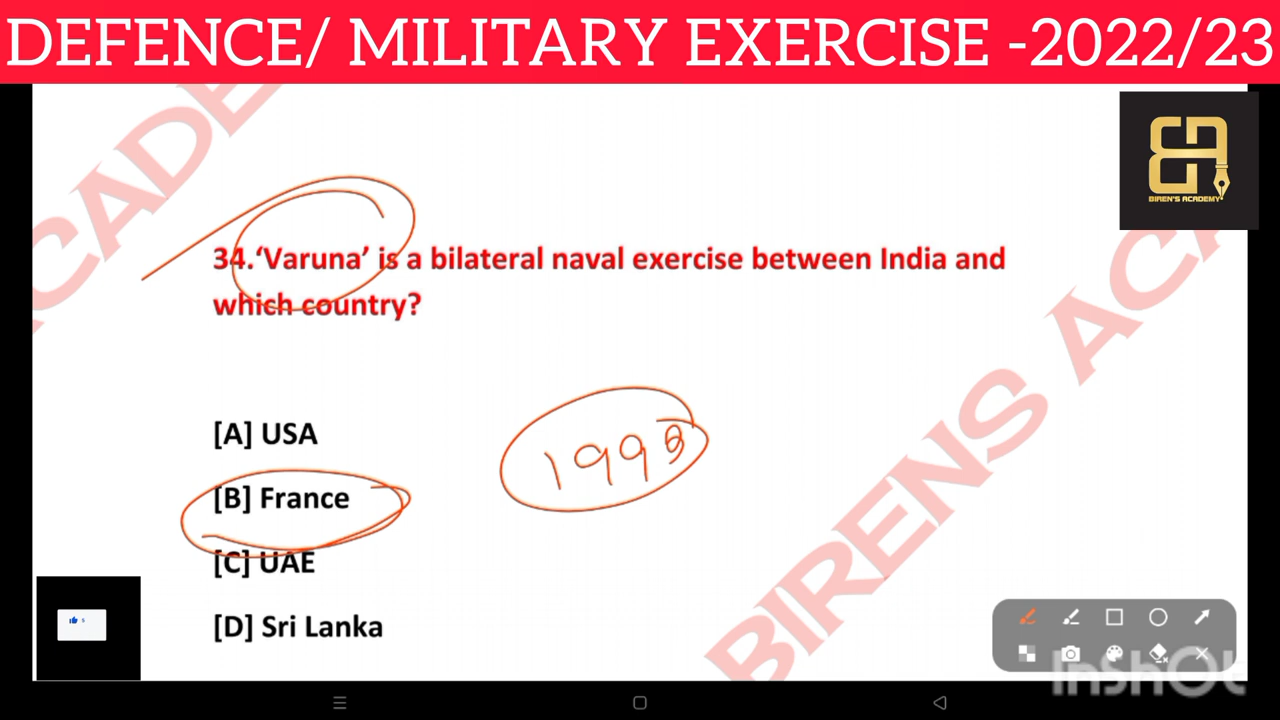 DEFENCE/ MILITARY EXERCISE -2022/23
BIREN'S ACADEMY
34.‘Varuna’ is a bilateral naval exercise between India and
which country?
[A] USA
[B] France
[C] UAE
[D] Sri Lanka
BIRENS ACA
CADE
InShOt